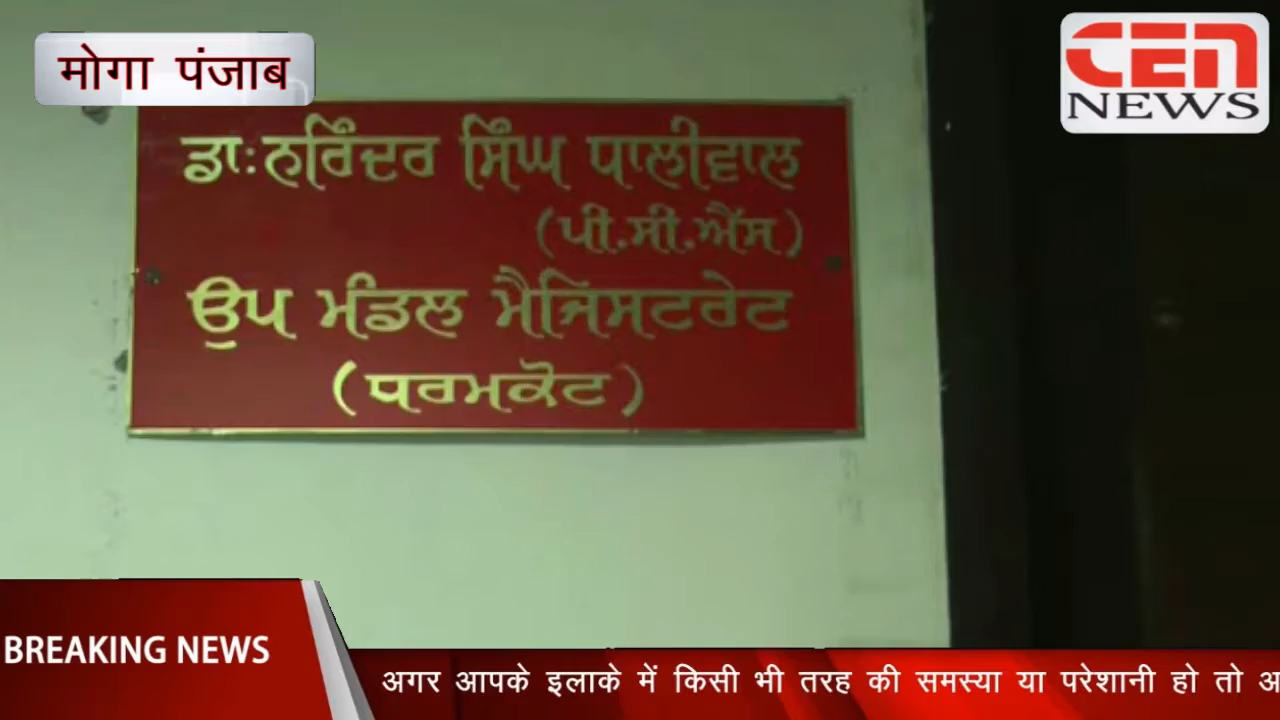 मोगा पंजाब
CEN
NEWS
ਡਾ:ਨਰਿੰਦਰ ਸਿੰਘ ਧਾਲੀਵਾਲ
(ਪੀ.ਸੀ.ਐੱਸ)
ਉਪ ਮੰਡਲ ਮੈਜਿਸਟਰੇਟ
(ਧਰਮਕੋਟ)
BREAKING NEWS
अगर आपके इलाके में किसी भी तरह की समस्या या परेशानी हो तो